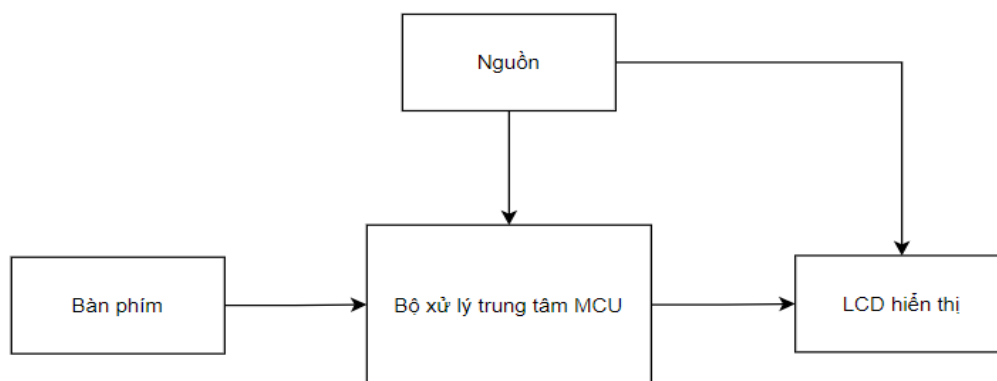 Nguồn
Bàn phím
Bộ xử lý trung tâm MCU
LCD hiển thị